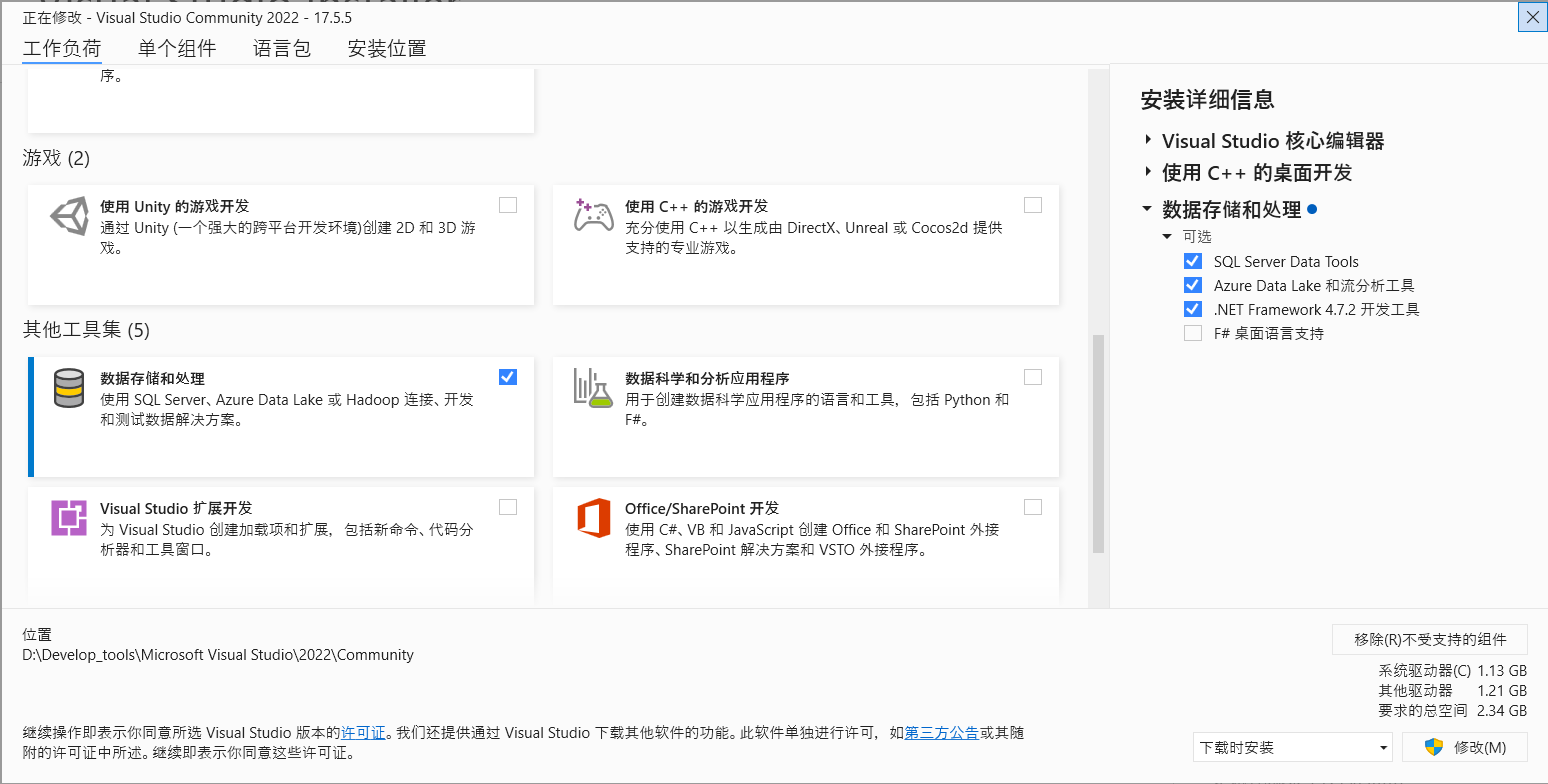 正在修改 - Visual Studio Community 2022 - 17.5.5
工作负荷 单个组件 语言包 安装位置
序。
游戏 (2)
使用 Unity 的游戏开发
通过 Unity (一个强大的跨平台开发环境)创建 2D 和 3D 游
戏。
使用 C++ 的游戏开发
充分使用 C++ 以生成由 DirectX、Unreal 或 Cocos2d 提供
支持的专业游戏。
其他工具集 (5)
数据存储和处理
使用 SQL Server、Azure Data Lake 或 Hadoop 连接、开发
和测试数据解决方案。
数据科学和分析应用程序
用于创建数据科学应用程序的语言和工具，包括 Python 和
F#。
Visual Studio 扩展开发
为 Visual Studio 创建加载项和扩展，包括新命令、代码分
析器和工具窗口。
Office/SharePoint 开发
使用 C#、VB 和 JavaScript 创建 Office 和 SharePoint 外接
程序、SharePoint 解决方案和 VSTO 外接程序。
安装详细信息
Visual Studio 核心编辑器
使用 C++ 的桌面开发
数据存储和处理
可选
SQL Server Data Tools
Azure Data Lake 和流分析工具
.NET Framework 4.7.2 开发工具
F# 桌面语言支持
位置
D:\Develop_tools\Microsoft Visual Studio\2022\Community
移除(R)不受支持的组件
系统驱动器(C) 1.13 GB
其他驱动器 1.21 GB
要求的总空间 2.34 GB
继续操作即表示你同意所选 Visual Studio 版本的许可证。我们还提供通过 Visual Studio 下载其他软件的功能。此软件单独进行许可，如第三方公告或其随
附的许可证中所述。继续即表示你同意这些许可证。
下载时安装
修改(M)